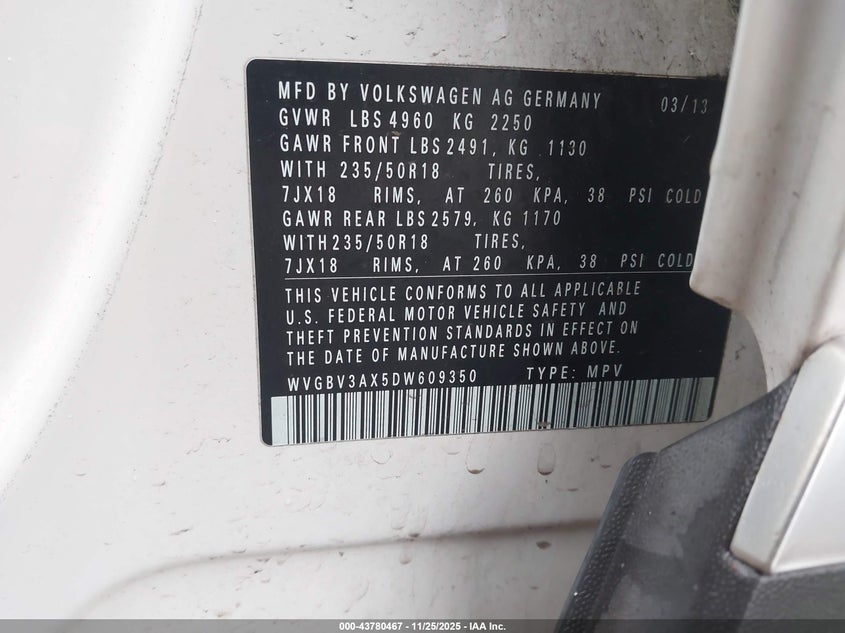 MFD BY VOLKSWAGEN AG GERMANY 03/13
GVWR LBS 4960 KG 2250
GAWR FRONT LBS 2491, KG 1130
WITH 235/50R18 TIRES,
7JX18 RIMS, AT 260 KPA, 38 PSI COLD
GAWR REAR LBS 2579, KG 1170
WITH 235/50R18 TIRES,
7JX18 RIMS, AT 260 KPA, 38 PSI COLD
THIS VEHICLE CONFORMS TO ALL APPLICABLE
U.S. FEDERAL MOTOR VEHICLE SAFETY AND
THEFT PREVENTION STANDARDS IN EFFECT ON
THE DATE OF MANUFACTURE SHOWN ABOVE.
WVGBV3AX5DW609350 TYPE: MPV
000-43780467 - 11/25/2025 - IAA Inc.